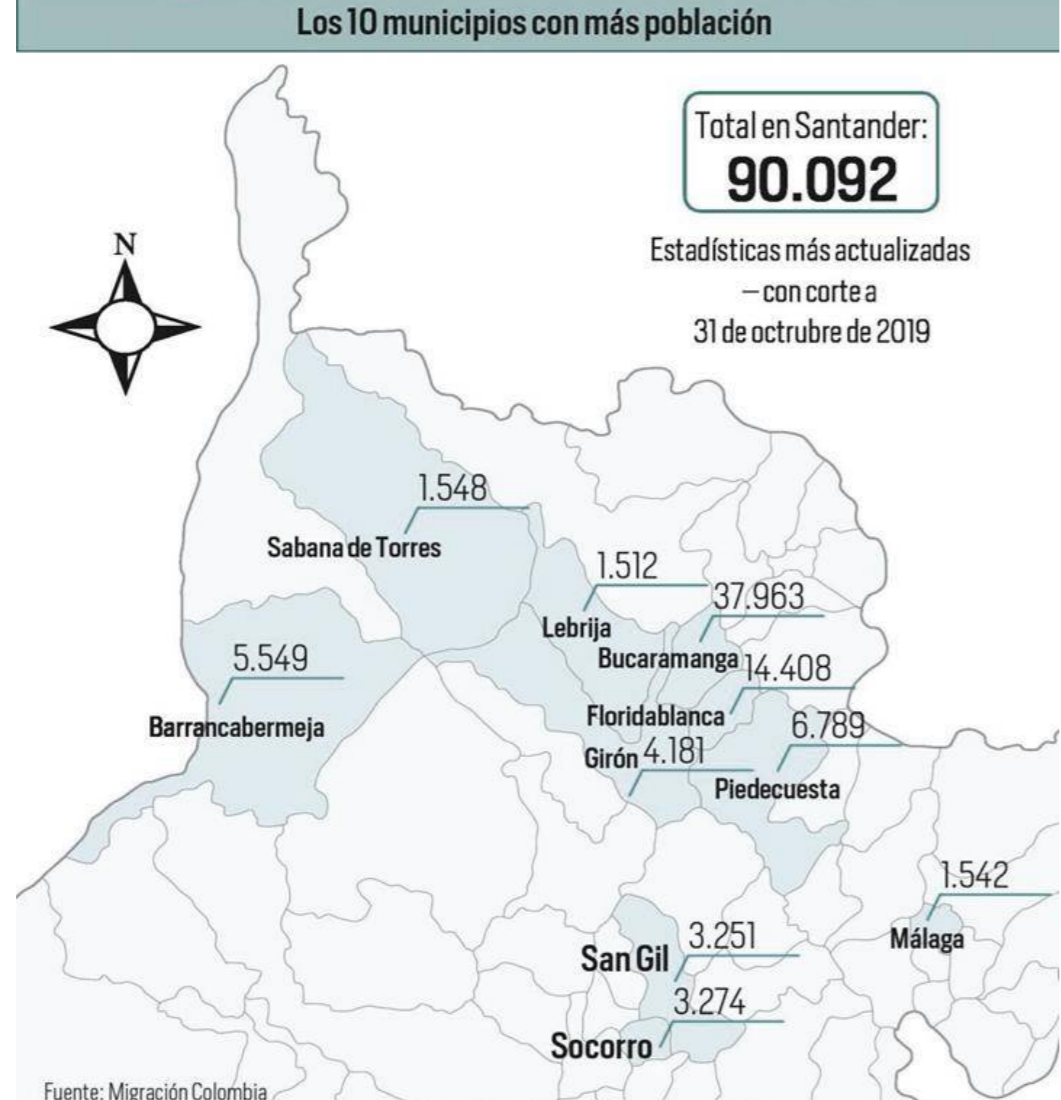 Los 10 municipios con más población
Total en Santander:
90.092
Estadísticas más actualizadas
– con corte a
31 de octrubre de 2019
N
1.548
Sabana de Torres
1.512
Lebrija
37.963
Bucaramanga
14.408
Floridablanca
5.549
Barrancabermeja
6.789
Piedecuesta
Girón 4.181
1.542
Málaga
3.251
San Gil
3.274
Socorro
Fuente: Migración Colombia